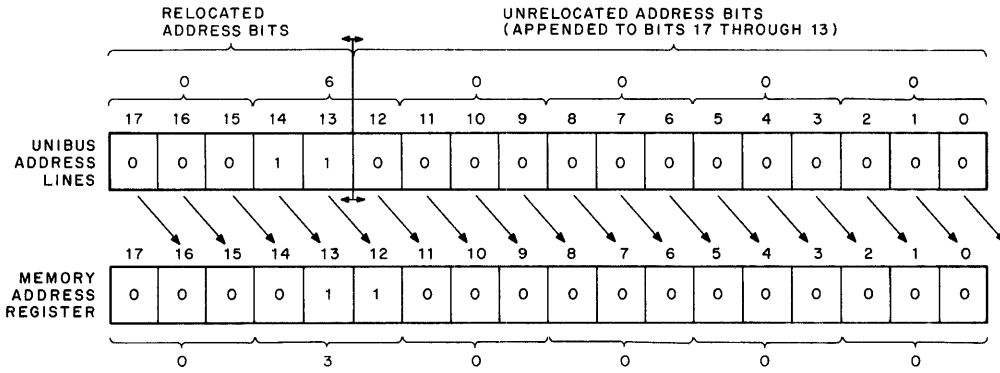 RELOCATED
ADDRESS BITS
UNRELOCATED ADDRESS BITS
(APPENDED TO BITS 17 THROUGH 13)
0 6 0 0 0 0
17 16 15 14 13 12 11 10 9 8 7 6 5 4 3 2 1 0
UNIBUS
ADDRESS
LINES
0 0 0 1 1 0 0 0 0 0 0 0 0 0 0 0 0 0
17 16 15 14 13 12 11 10 9 8 7 6 5 4 3 2 1 0
MEMORY
ADDRESS
REGISTER
0 0 0 0 1 1 0 0 0 0 0 0 0 0 0 0 0 0
0 3 0 0 0 0